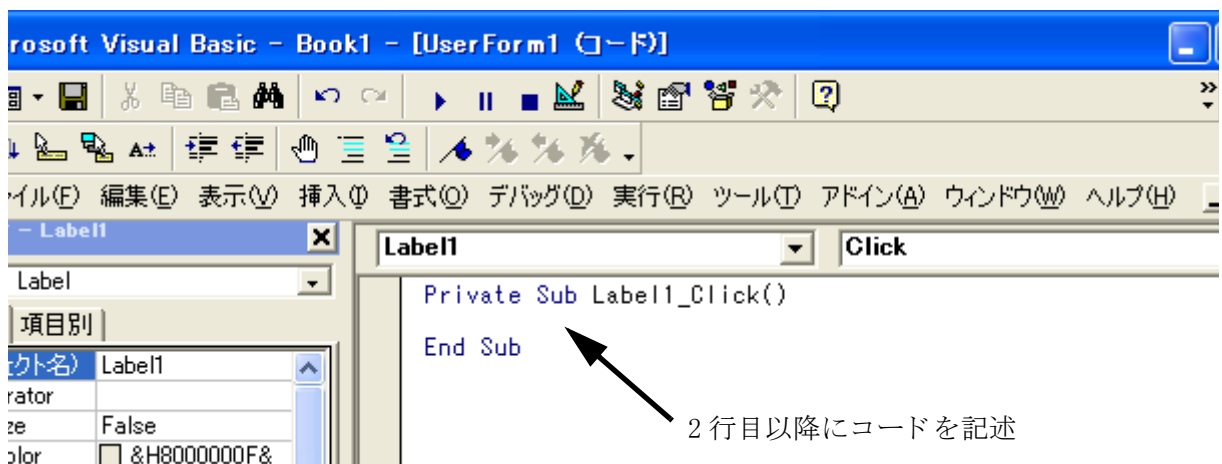 rosoft Visual Basic - Book1 - [UserForm1 (コード)]
イル(F) 編集(E) 表示(V) 挿入(I) 書式(O) デバッグ(D) 実行(R) ツール(T) アドイン(A) ウィンドウ(W) ヘルプ(H)
- Label1
Label1 Click
Label
項目別
Private Sub Label1_Click()
End Sub
クト名) Label1
rator
ze False
olor &H8000000F&
2行目以降にコードを記述